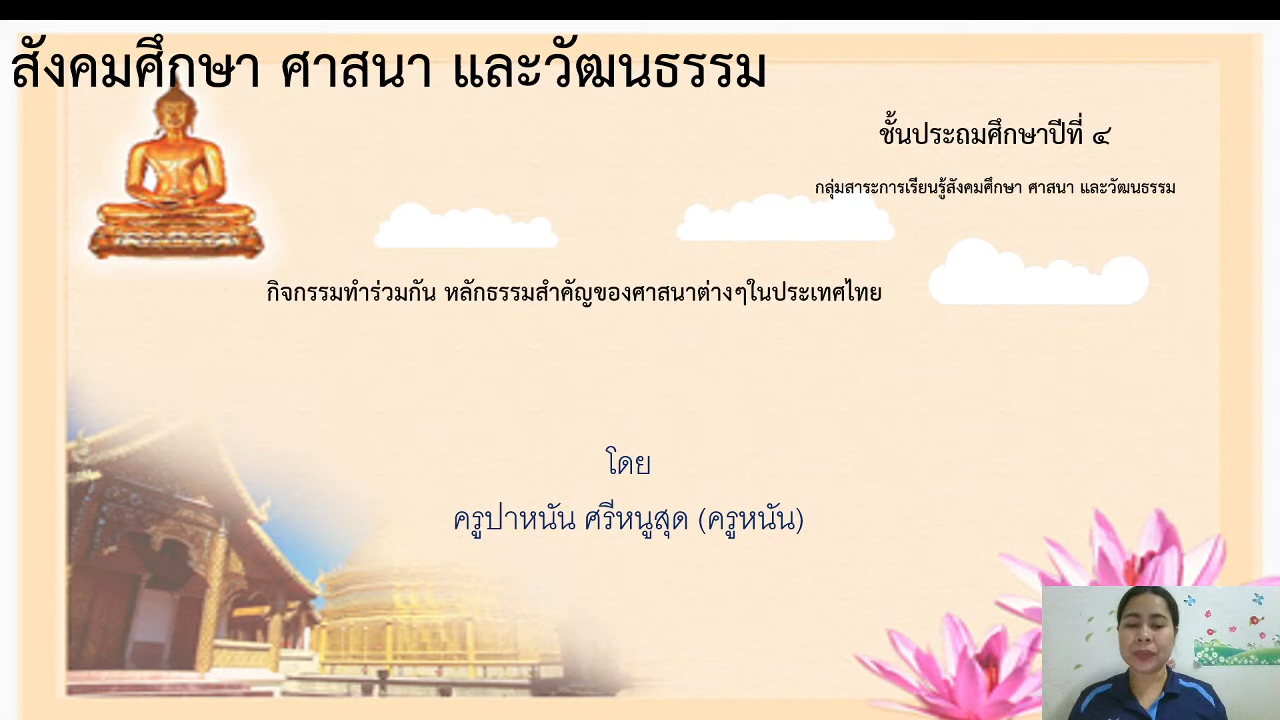 สังคมศึกษา ศาสนา และวัฒนธรรม
ชั้นประถมศึกษาปีที่ ๔
กลุ่มสาระการเรียนรู้สังคมศึกษา ศาสนา และวัฒนธรรม
กิจกรรมทำร่วมกัน หลักธรรมสำคัญของศาสนาต่างๆในประเทศไทย
โดย
ครูปาหนัน ศรีหนูสุด (ครูหนัน)